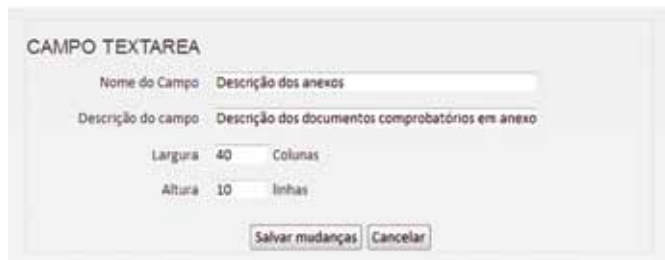 CAMPO TEXTAREA
Nome do Campo Descrição dos anexos
Descrição do campo Descrição dos documentos comprobatórios em anexo
Largura 40 Colunas
Altura 10 linhas
Salvar mudanças Cancelar